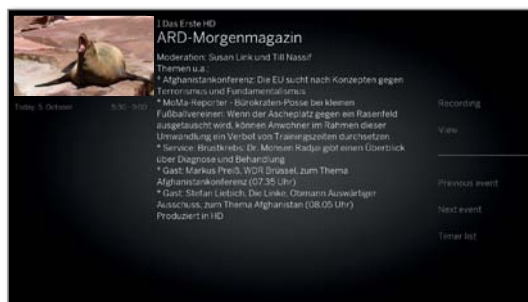 1 Das Erste HD
ARD-Morgenmagazin
Moderation: Susan Link und Till Nassif
Themen u.a.:
* Afghanistankonferenz: Die EU sucht nach Konzepten gegen
Terrorismus und Fundamentalismus
* MoMa-Reporter - Bürokraten-Posse bei kleinen
Fußballvereinen: Wenn der Ascheplatz gegen ein Rasenfeld
ausgetauscht wird, können Anwohner im Rahmen dieser
Umwandlung ein Verbot von Trainingszeiten durchsetzen.
* Service: Brustkrebs: Dr. Mohsen Radjai gibt einen Überblick
über Diagnose und Behandlung
* Gast: Markus Preiß, WDR Brüssel, zum Thema
Afghanistankonferenz (07.35 Uhr)
* Gast: Stefan Liebich, Die Linke, Obmann Auswärtiger
Ausschuss, zum Thema Afghanistan (08.05 Uhr)
Produziert in HD
Today, 5. October 5:30 - 9:00
Recording
View
Previous event
Next event
Timer list